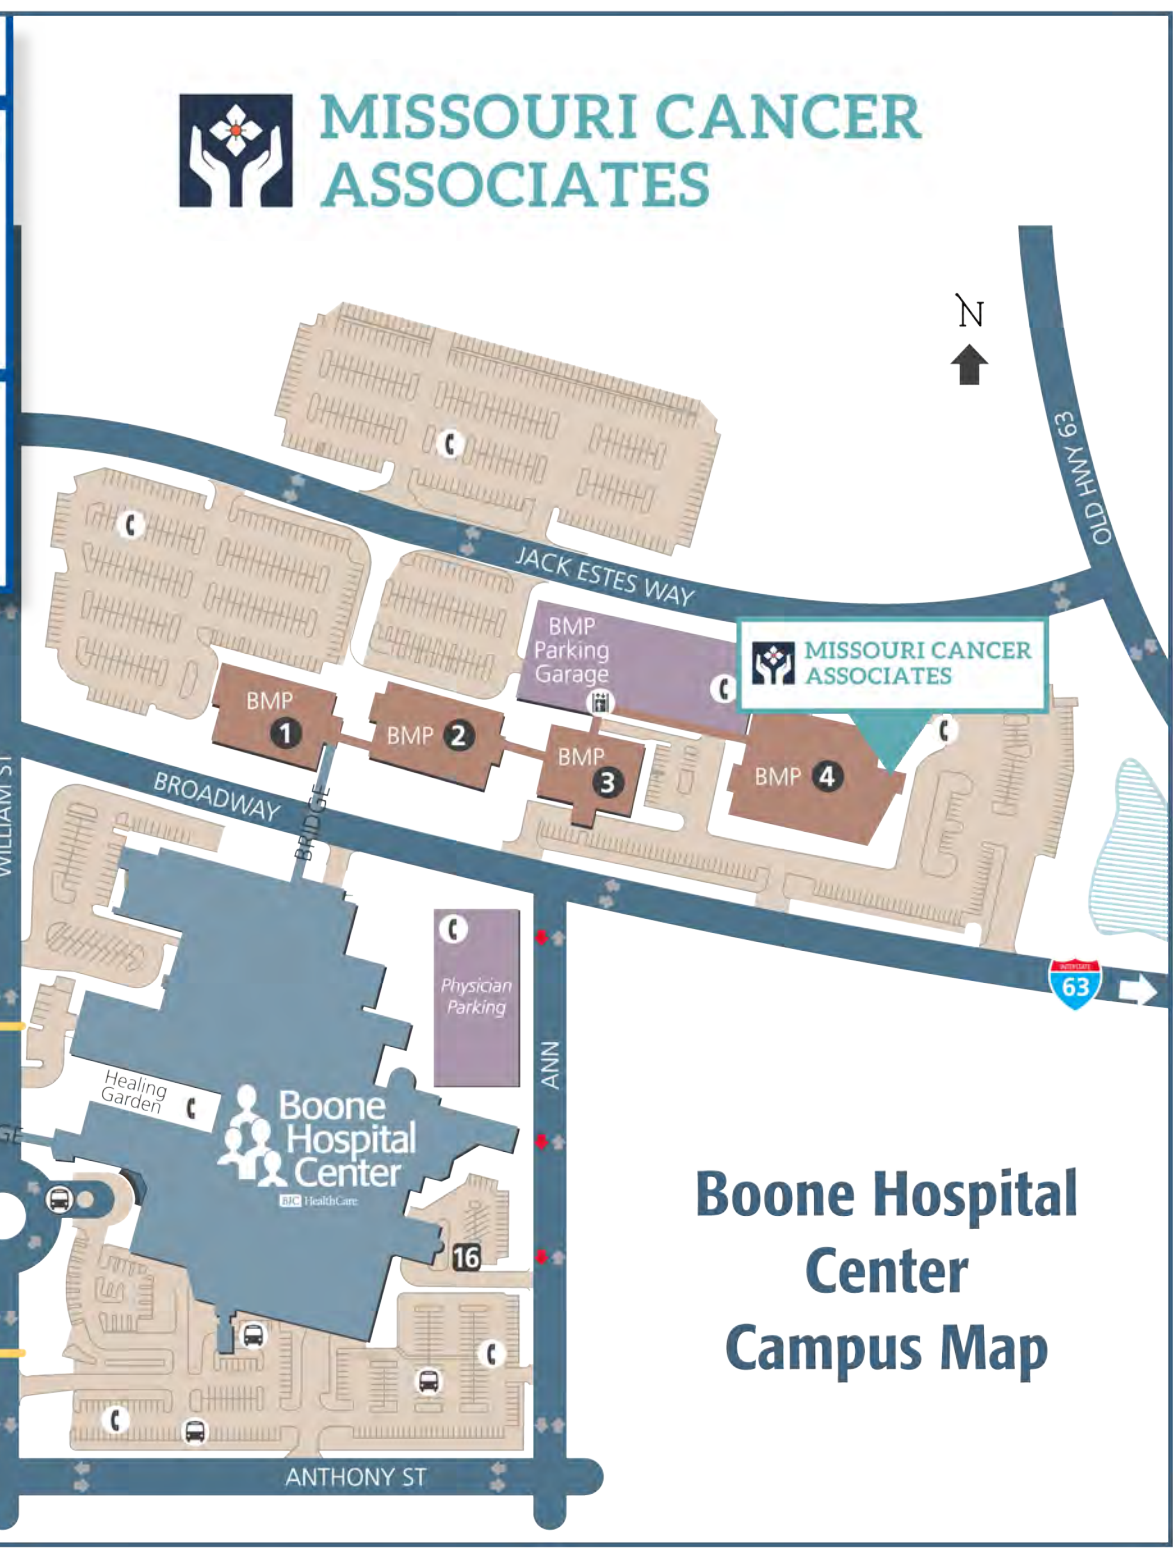 MISSOURI CANCER
ASSOCIATES
N
OLD HWY 63
JACK ESTES WAY
BMP
Parking
Garage
MISSOURI CANCER
ASSOCIATES
BMP
1
BMP 2
BMP
3
BMP 4
BROADWAY
BRIDGE
WILLIAM ST
Physician
Parking
INTERSTATE
63
ANN
Healing
Garden
Boone
Hospital
Center
BJC HealthCare
GE
16
Boone Hospital
Center
Campus Map
ANTHONY ST